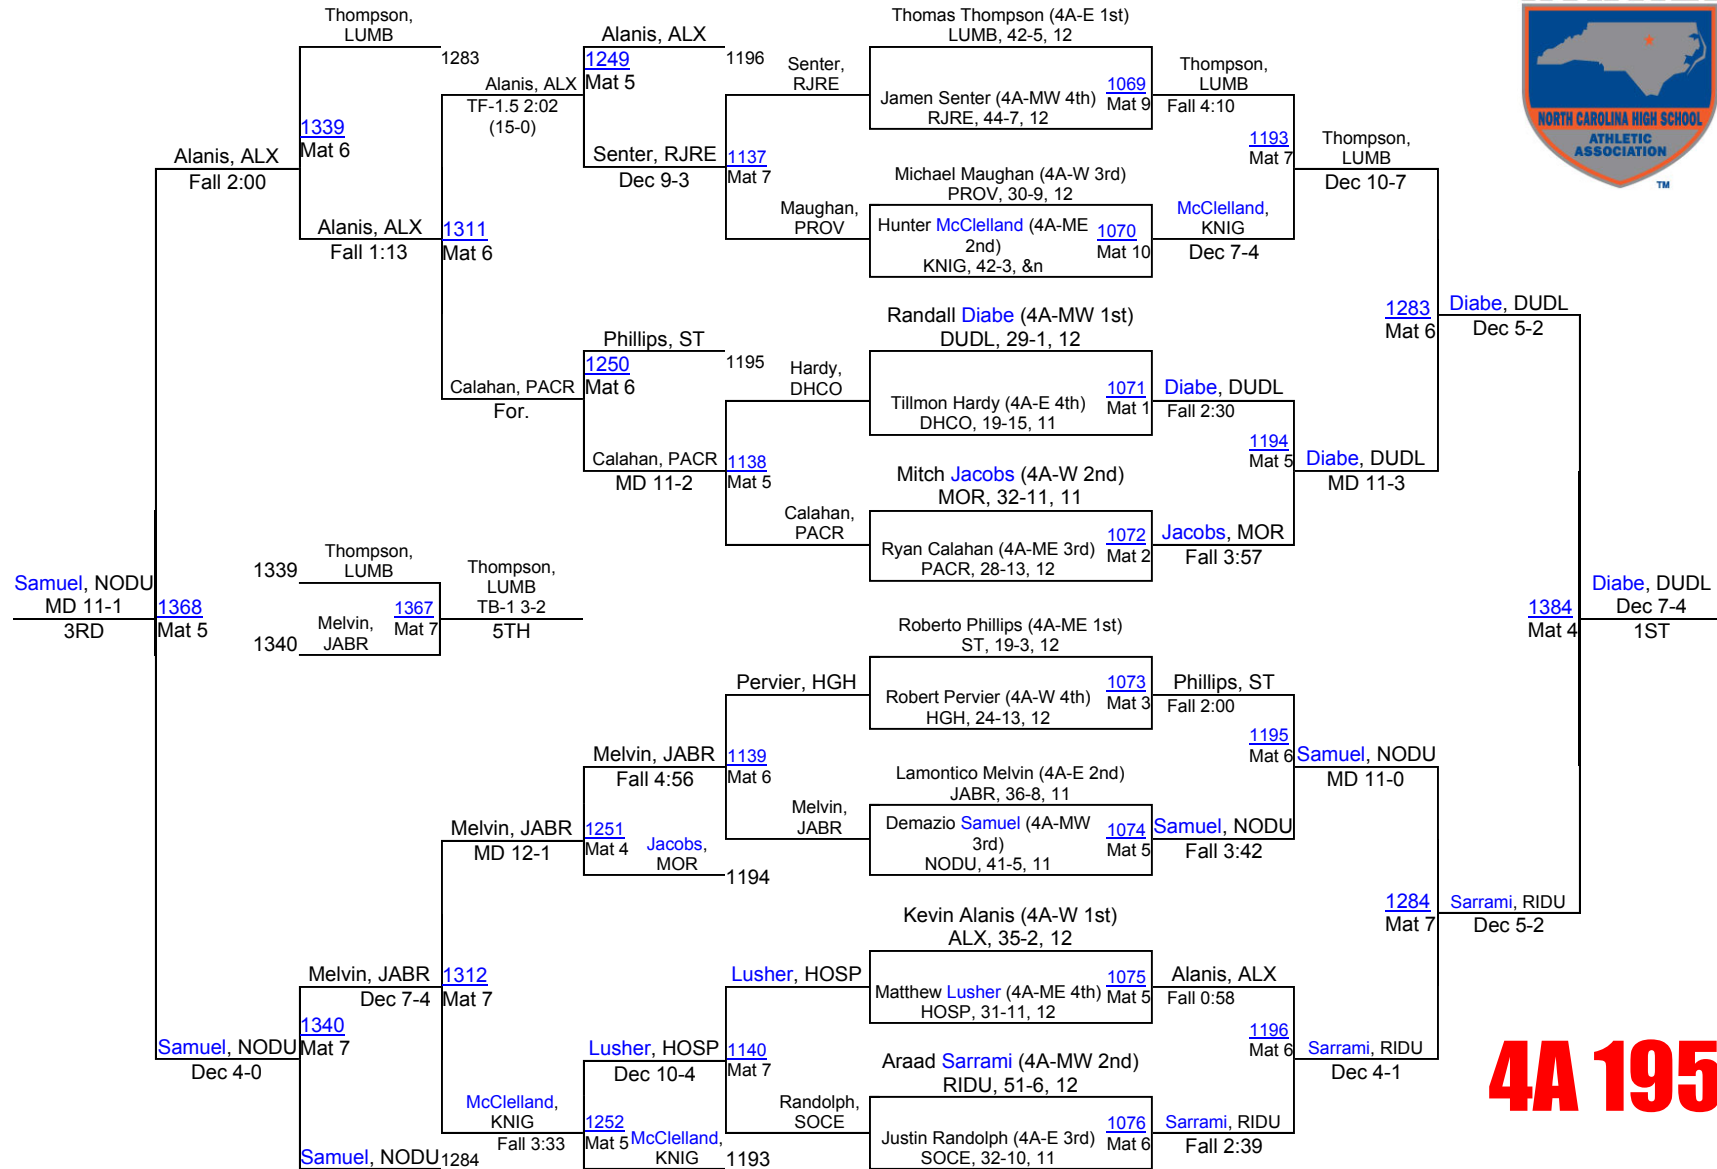 Thompson,
LUMB
1283
Alanis, ALX
1249
Mat 5
1196
Alanis, ALX
TF-1.5 2:02
(15-0)
1339
Mat 6
Alanis, ALX
Fall 2:00
Senter, RJRE
Dec 9-3
1137
Mat 7
Senter,
RJRE
Maughan,
PROV
Alanis, ALX
Fall 1:13
1311
Mat 6
Phillips, ST
1250
Mat 6
1195
Calahan, PACR
For.
Calahan, PACR
MD 11-2
1138
Mat 5
Hardy,
DHCO
Calahan,
PACR
Thomas Thompson (4A-E 1st)
LUMB, 42-5, 12
Jamen Senter (4A-MW 4th)
RJRE, 44-7, 12
1069
Mat 9
Thompson,
LUMB
Fall 4:10
Michael Maughan (4A-W 3rd)
PROV, 30-9, 12
Hunter McClelland (4A-ME
2nd)
KNIG, 42-3, &n
1070
Mat 10
McClelland,
KNIG
Dec 7-4
1193
Mat 7
Thompson,
LUMB
Dec 10-7
Randall Diabe (4A-MW 1st)
DUDL, 29-1, 12
Tillmon Hardy (4A-E 4th)
DHCO, 19-15, 11
1071
Mat 1
Diabe, DUDL
Fall 2:30
Mitch Jacobs (4A-W 2nd)
MOR, 32-11, 11
Ryan Calahan (4A-ME 3rd)
PACR, 28-13, 12
1072
Mat 2
Jacobs, MOR
Fall 3:57
1194
Mat 5
Diabe, DUDL
MD 11-3
1283
Mat 6
Diabe, DUDL
Dec 5-2
NORTH CAROLINA HIGH SCHOOL
ATHLETIC
ASSOCIATION
TM
Samuel, NODU
MD 11-1
3RD
1368
Mat 5
1339
Thompson,
LUMB
1340
Melvin,
JABR
1367
Mat 7
Thompson,
LUMB
TB-1 3-2
5TH
1384
Mat 4
Diabe, DUDL
Dec 7-4
1ST
Roberto Phillips (4A-ME 1st)
ST, 19-3, 12
Robert Pervier (4A-W 4th)
HGH, 24-13, 12
1073
Mat 3
Phillips, ST
Fall 2:00
Lamontico Melvin (4A-E 2nd)
JABR, 36-8, 11
Demazio Samuel (4A-MW
3rd)
NODU, 41-5, 11
1074
Mat 5
Samuel, NODU
Fall 3:42
1195
Mat 6
Samuel, NODU
MD 11-0
Pervier, HGH
Melvin,
JABR
1139
Mat 6
Melvin, JABR
Fall 4:56
Melvin, JABR
MD 12-1
1251
Mat 4
Jacobs,
MOR
1194
Kevin Alanis (4A-W 1st)
ALX, 35-2, 12
Matthew Lusher (4A-ME 4th)
HOSP, 31-11, 12
1075
Mat 5
Alanis, ALX
Fall 0:58
Araad Sarrami (4A-MW 2nd)
RIDU, 51-6, 12
Justin Randolph (4A-E 3rd)
SOCE, 32-10, 11
1076
Mat 6
Sarrami, RIDU
Fall 2:39
1196
Mat 6
Sarrami, RIDU
Dec 4-1
1284
Mat 7
Sarrami, RIDU
Dec 5-2
Lusher, HOSP
Randolph,
SOCE
1140
Mat 7
Lusher, HOSP
Dec 10-4
Melvin, JABR
Dec 7-4
1312
Mat 7
1340
Mat 7
Samuel, NODU
Dec 4-0
McClelland,
KNIG
Fall 3:33
1252
Mat 5
McClelland,
KNIG
1193
Samuel, NODU
1284
4A 195